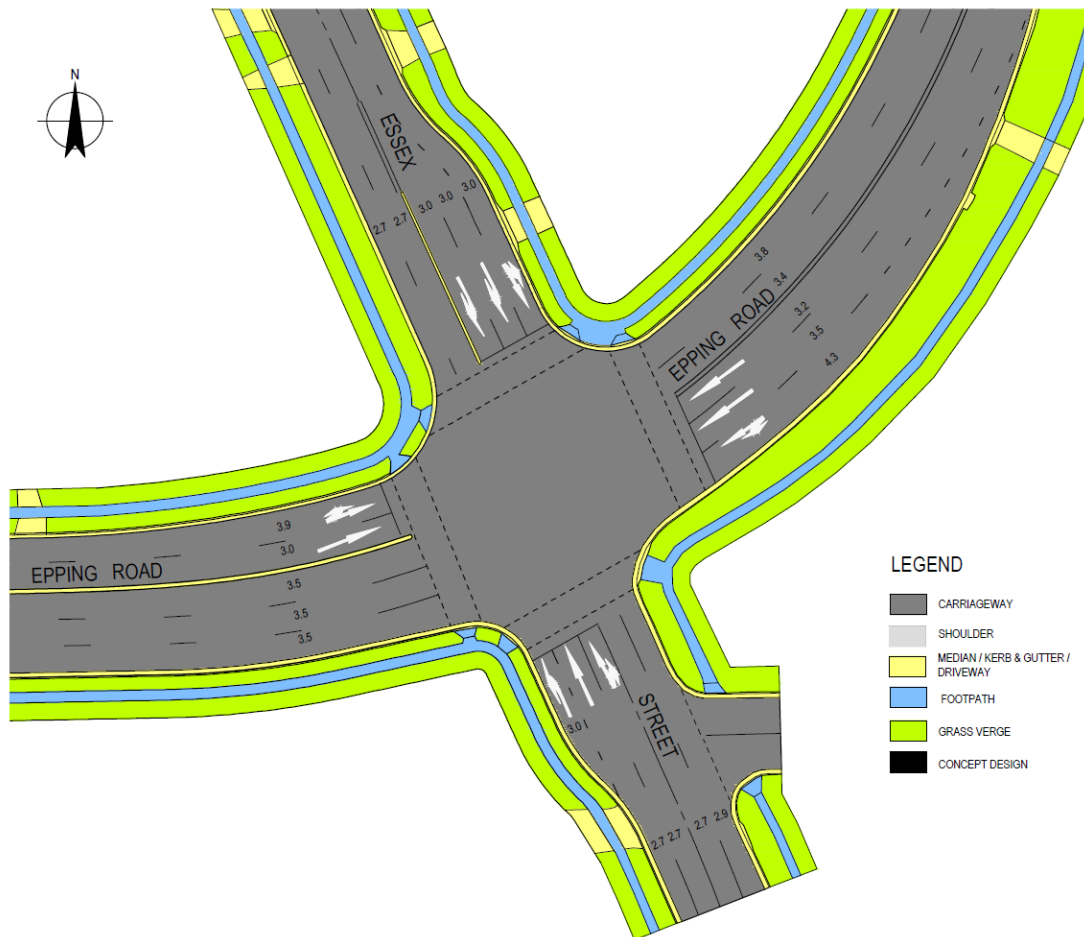 N
ESSEX
2.7 2.7 3.0 3.0 3.0
3.8
3.4
EPPING ROAD
3.2
3.5
4.3
3.9
3.0
EPPING ROAD
3.5
3.5
3.5
3.0
STREET
2.7 2.7 2.7 2.9
LEGEND
CARRIAGEWAY
SHOULDER
MEDIAN / KERB & GUTTER /
DRIVEWAY
FOOTPATH
GRASS VERGE
CONCEPT DESIGN